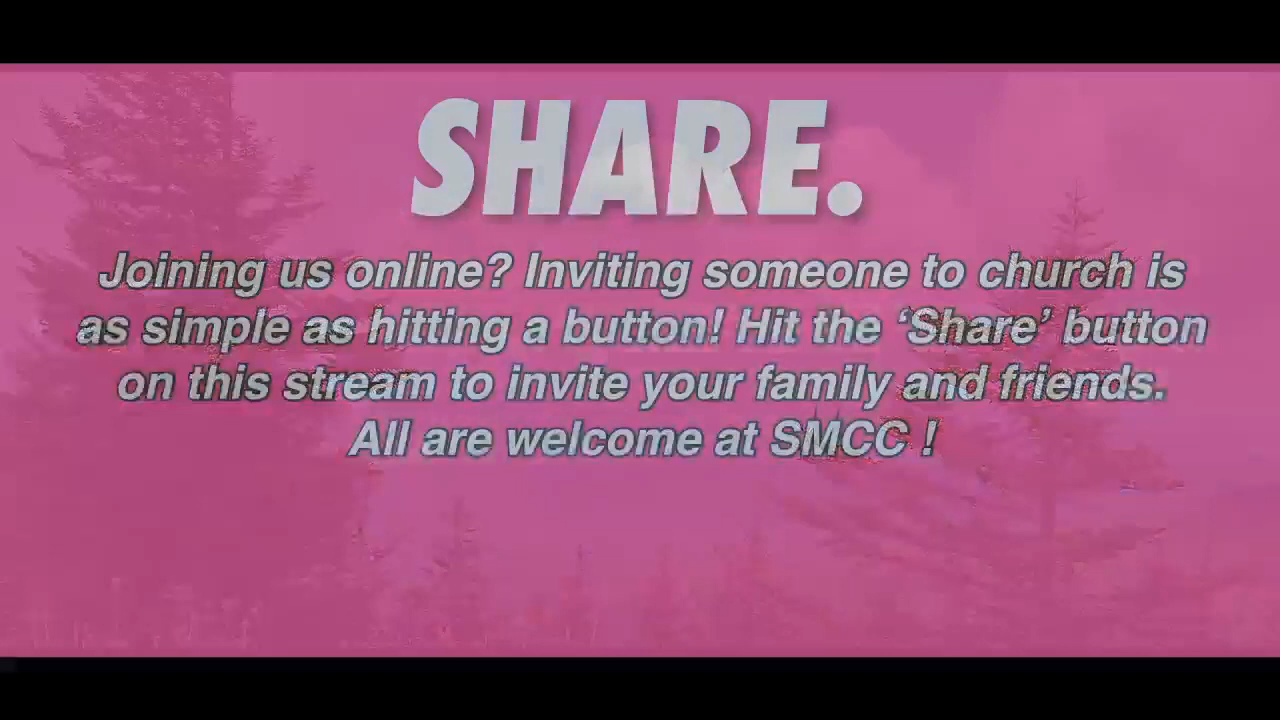 SHARE.
Joining us online? Inviting someone to church is
as simple as hitting a button! Hit the ‘Share’ button
on this stream to invite your family and friends.
All are welcome at SMCC !